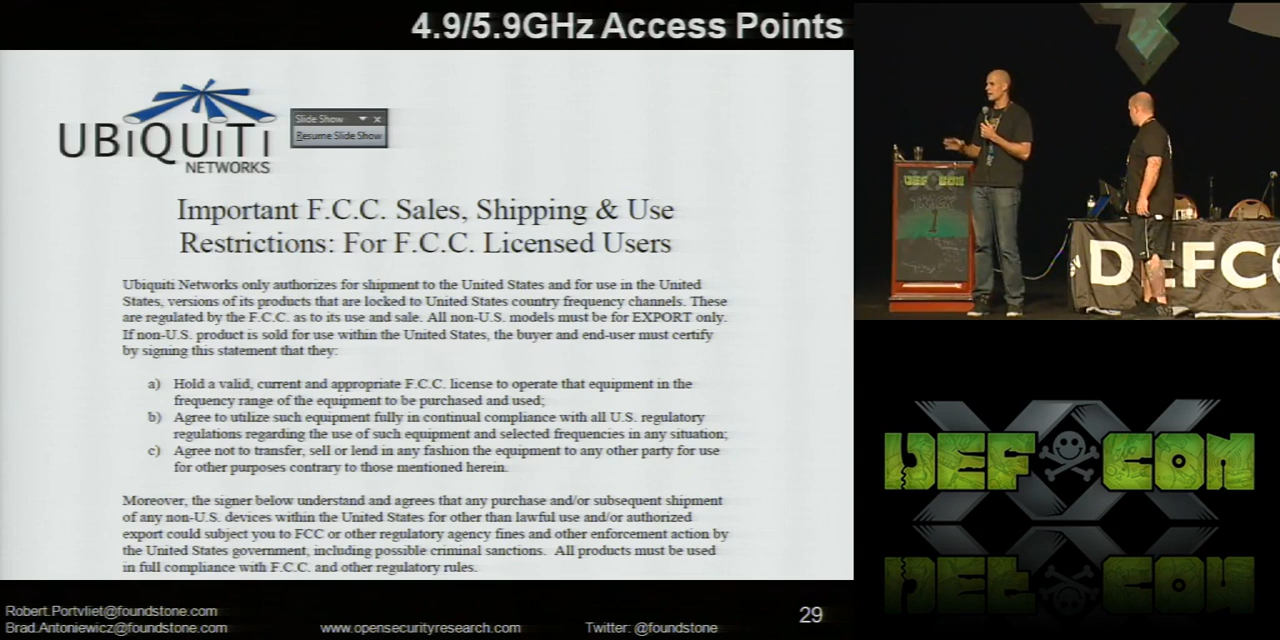 4.9/5.9GHz Access Points
UBiQUiTi
NETWORKS
Slide Show
Resume Slide Show
Important F.C.C. Sales, Shipping & Use
Restrictions: For F.C.C. Licensed Users
Ubiquiti Networks only authorizes for shipment to the United States and for use in the United
States, versions of its products that are locked to United States country frequency channels. These
are regulated by the F.C.C. as to its use and sale. All non-U.S. models must be for EXPORT only.
If non-U.S. product is sold for use within the United States, the buyer and end-user must certify
by signing this statement that they:
a) Hold a valid, current and appropriate F.C.C. license to operate that equipment in the
frequency range of the equipment to be purchased and used;
b) Agree to utilize such equipment fully in continual compliance with all U.S. regulatory
regulations regarding the use of such equipment and selected frequencies in any situation;
c) Agree not to transfer, sell or lend in any fashion the equipment to any other party for use
for other purposes contrary to those mentioned herein.
Moreover, the signer below understand and agrees that any purchase and/or subsequent shipment
of any non-U.S. devices within the United States for other than lawful use and/or authorized
export could subject you to FCC or other regulatory agency fines and other enforcement action by
the United States government, including possible criminal sanctions. All products must be used
in full compliance with F.C.C. and other regulatory rules.
Robert.Portvliet@foundstone.com
Brad.Antoniewicz@foundstone.com
www.opensecurityresearch.com
Twitter: @foundstone
29
DEF CON
TRACK
1
DEFCO
XX
DEF CON